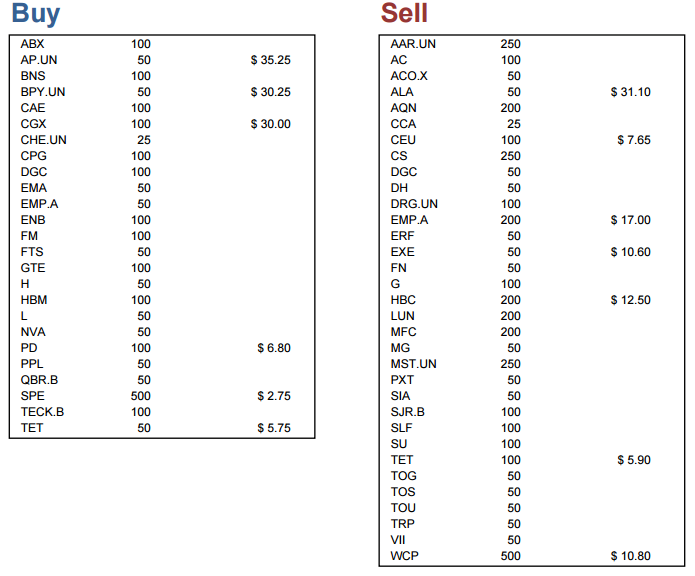 Buy
ABX 100
AP.UN 50 $ 35.25
BNS 100
BPY.UN 50 $ 30.25
CAE 100
CGX 100 $ 30.00
CHE.UN 25
CPG 100
DGC 100
EMA 50
EMP.A 50
ENB 100
FM 100
FTS 50
GTE 100
H 50
HBM 100
L 50
NVA 50
PD 100 $ 6.80
PPL 50
QBR.B 50
SPE 500 $ 2.75
TECK.B 100
TET 50 $ 5.75
Sell
AAR.UN 250
AC 100
ACO.X 50
ALA 50 $ 31.10
AQN 200
CCA 25
CEU 100 $ 7.65
CS 250
DGC 50
DH 50
DRG.UN 100
EMP.A 200 $ 17.00
ERF 50
EXE 50 $ 10.60
FN 50
G 100
HBC 200 $ 12.50
LUN 200
MFC 200
MG 50
MST.UN 250
PXT 50
SIA 50
SJR.B 100
SLF 100
SU 100
TET 100 $ 5.90
TOG 50
TOS 50
TOU 50
TRP 50
VII 50
WCP 500 $ 10.80